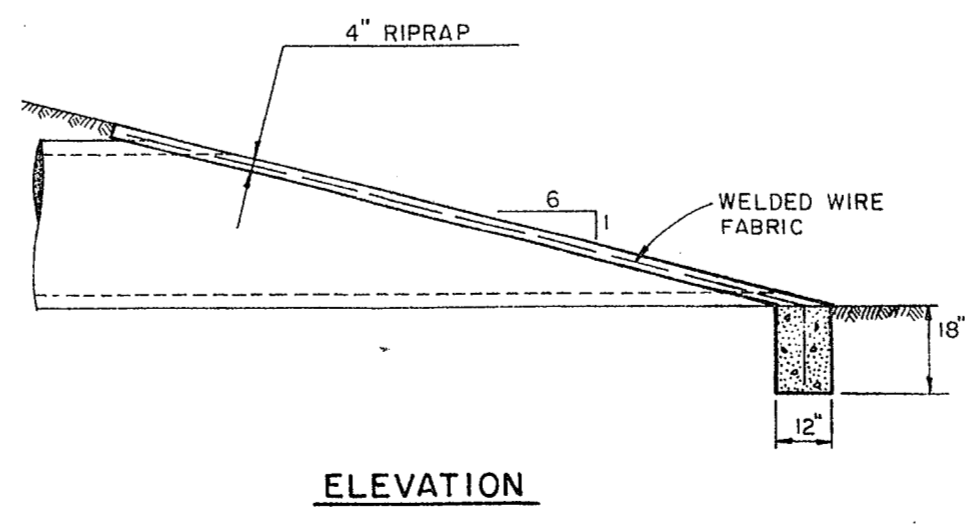 4" RIPRAP
6
1
WELDED WIRE
FABRIC
18"
12"
ELEVATION